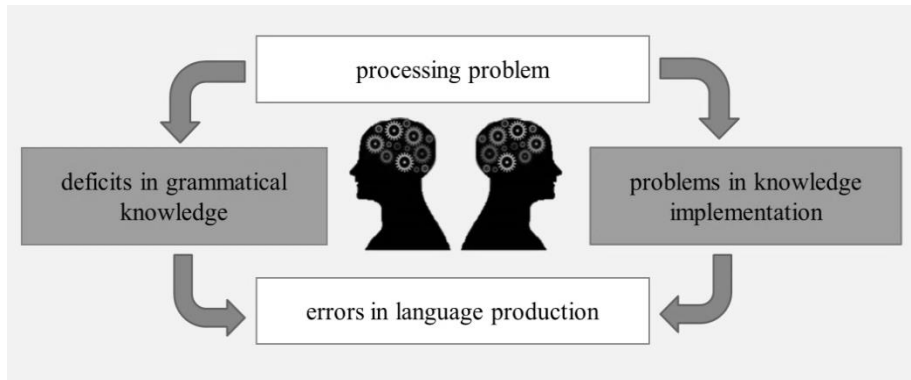 processing problem
deficits in grammatical
knowledge
problems in knowledge
implementation
errors in language production